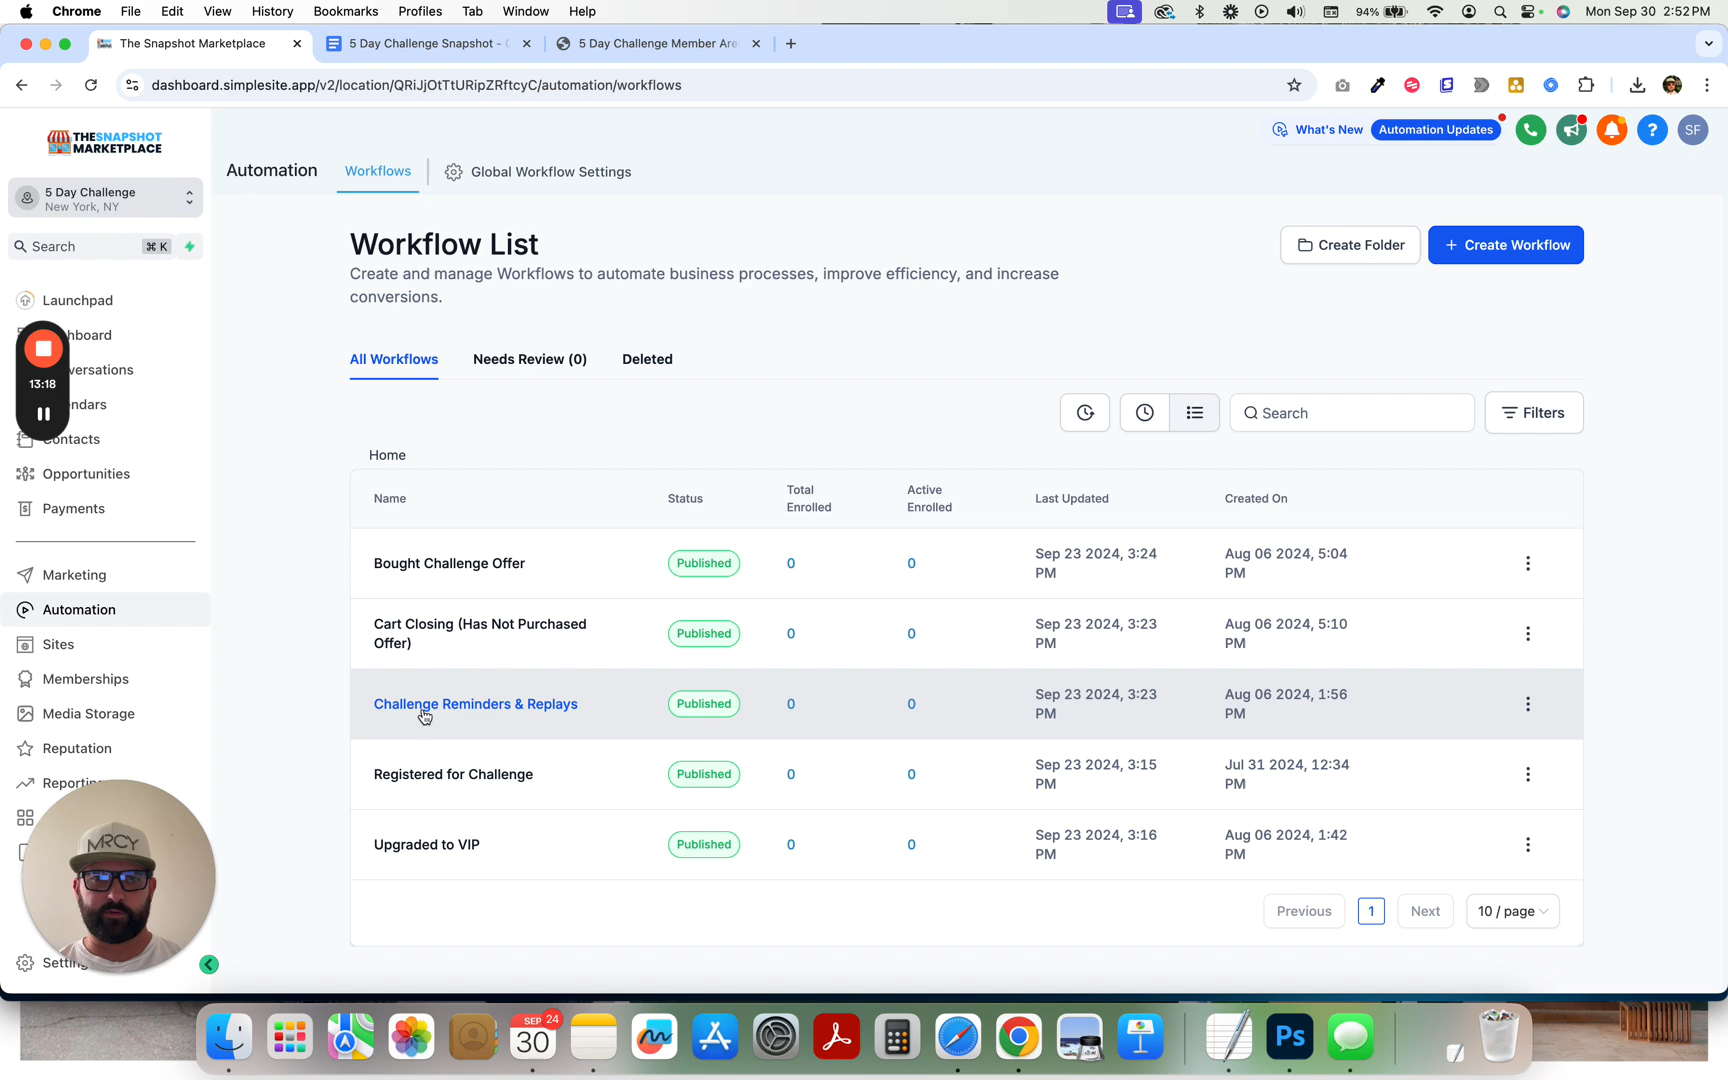 Chrome File Edit View History Bookmarks Profiles Tab Window Help 94% Mon Sep 30 2:52 PM
The Snapshot Marketplace
5 Day Challenge Snapshot -
5 Day Challenge Member Are
dashboard.simplesite.app/v2/location/QRiJjOtTtURipZRftcyC/automation/workflows
THE SNAPSHOT
MARKETPLACE
What's New Automation Updates ? SF
Automation Workflows Global Workflow Settings
5 Day Challenge
New York, NY
Search ⌘ K
Launchpad
hboard
versations
endars
Contacts
Opportunities
Payments
Marketing
Automation
Sites
Memberships
Media Storage
Reputation
Reporting
Settings
13:18
MRCY
Workflow List
Create Folder + Create Workflow
Create and manage Workflows to automate business processes, improve efficiency, and increase
conversions.
All Workflows Needs Review (0) Deleted
Search Filters
Home
Name Status Total Enrolled Active Enrolled Last Updated Created On
Bought Challenge Offer Published 0 0 Sep 23 2024, 3:24 PM Aug 06 2024, 5:04 PM
Cart Closing (Has Not Purchased Offer) Published 0 0 Sep 23 2024, 3:23 PM Aug 06 2024, 5:10 PM
Challenge Reminders & Replays Published 0 0 Sep 23 2024, 3:23 PM Aug 06 2024, 1:56 PM
Registered for Challenge Published 0 0 Sep 23 2024, 3:15 PM Jul 31 2024, 12:34 PM
Upgraded to VIP Published 0 0 Sep 23 2024, 3:16 PM Aug 06 2024, 1:42 PM
Previous 1 Next 10 / page
SEP 24
30
Ps